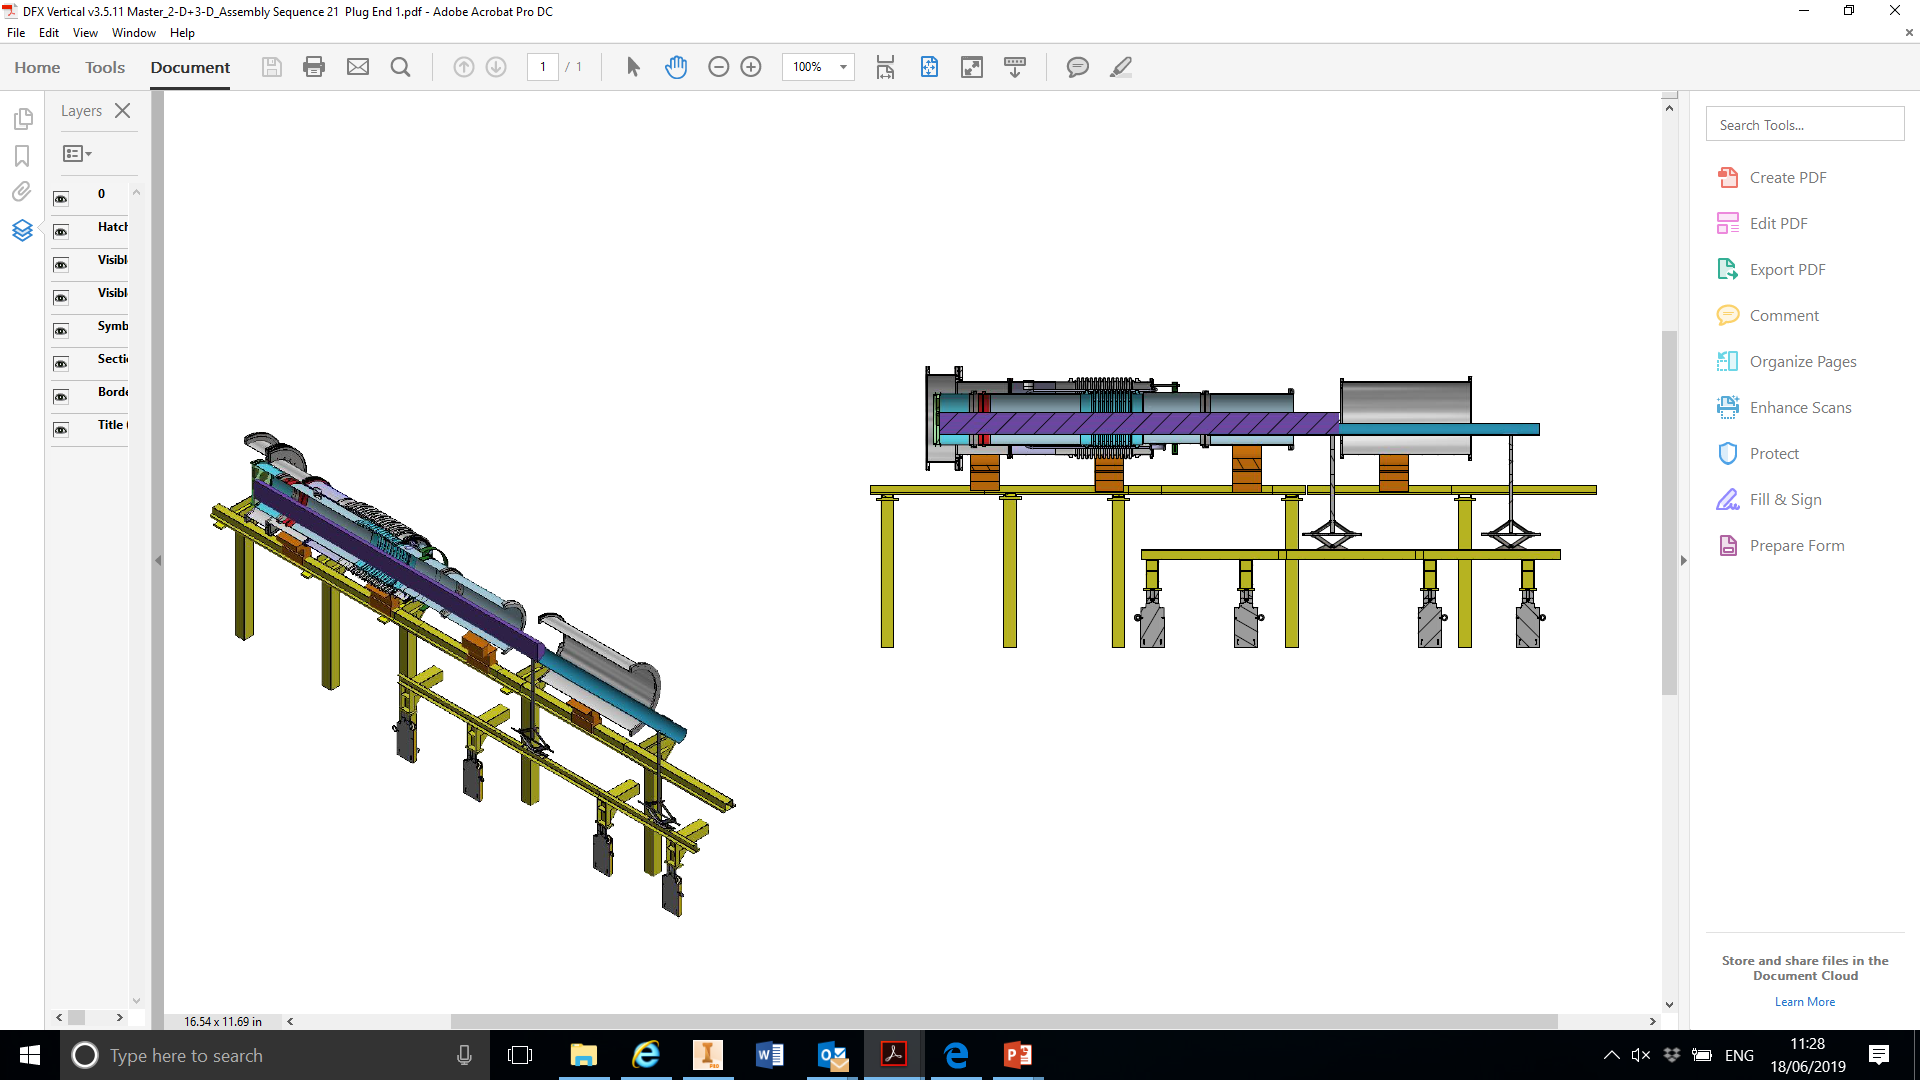 DFX Vertical v3.5.11 Master_2-D+3-D_Assembly Sequence 21  Plug End 1.pdf - Adobe Acrobat Pro DC
File Edit View Window Help
Home Tools Document 1 / 1 100%
Layers
0
Hatch
Visibl
Visibl
Symb
Sectio
Borde
Title (
Search Tools...
Create PDF
Edit PDF
Export PDF
Comment
Organize Pages
Enhance Scans
Protect
Fill & Sign
Prepare Form
Store and share files in the
Document Cloud
Learn More
16.54 x 11.69 in
Type here to search
ENG
11:28
18/06/2019